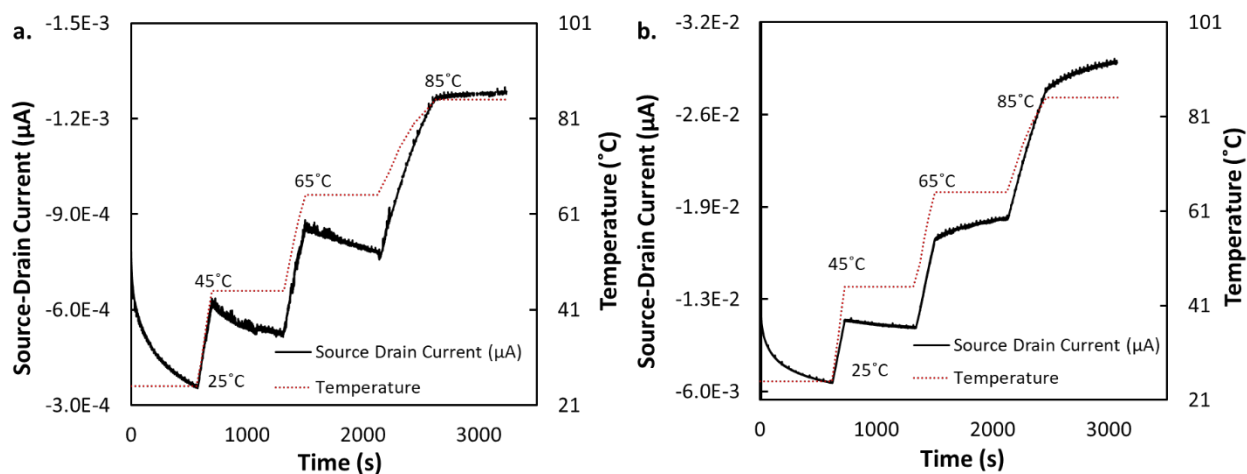 a.
Source-Drain Current (µA)
-1.5E-3
-1.2E-3
-9.0E-4
-6.0E-4
-3.0E-4
25˚C
45˚C
65˚C
85˚C
Source Drain Current (µA)
Temperature
101
81
61
41
21
Temperature (˚C)
0
1000
2000
3000
Time (s)
b.
Source-Drain Current (µA)
-3.2E-2
-2.6E-2
-1.9E-2
-1.3E-2
-6.0E-3
25˚C
45˚C
65˚C
85˚C
Source Drain Current (µA)
Temperature
101
81
61
41
21
Temperature (˚C)
0
1000
2000
3000
Time (s)